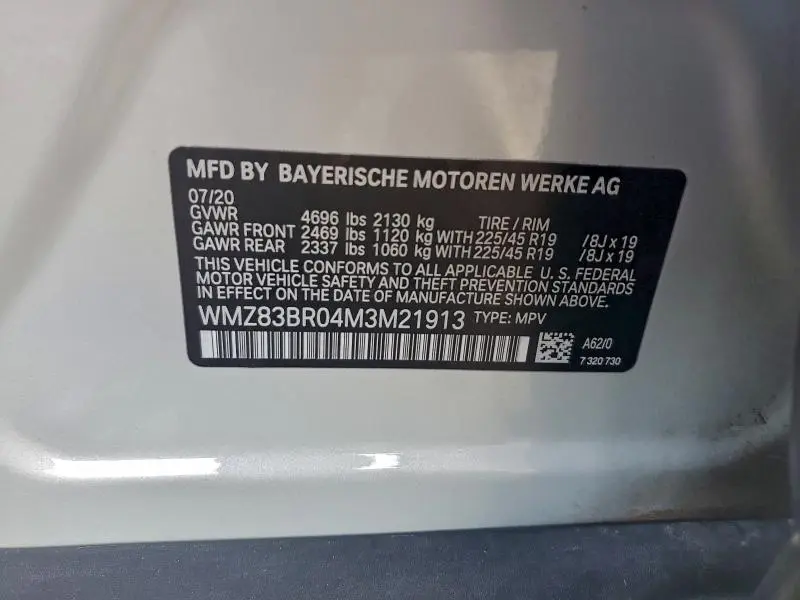 MFD BY BAYERISCHE MOTOREN WERKE AG
07/20
GVWR 4696 lbs 2130 kg TIRE / RIM
GAWR FRONT 2469 lbs 1120 kg WITH 225/45 R19 /8J x 19
GAWR REAR 2337 lbs 1060 kg WITH 225/45 R19 /8J x 19
THIS VEHICLE CONFORMS TO ALL APPLICABLE U. S. FEDERAL
MOTOR VEHICLE SAFETY AND THEFT PREVENTION STANDARDS
IN EFFECT ON THE DATE OF MANUFACTURE SHOWN ABOVE.
WMZ83BR04M3M21913 TYPE: MPV
A62/0
7 320 730